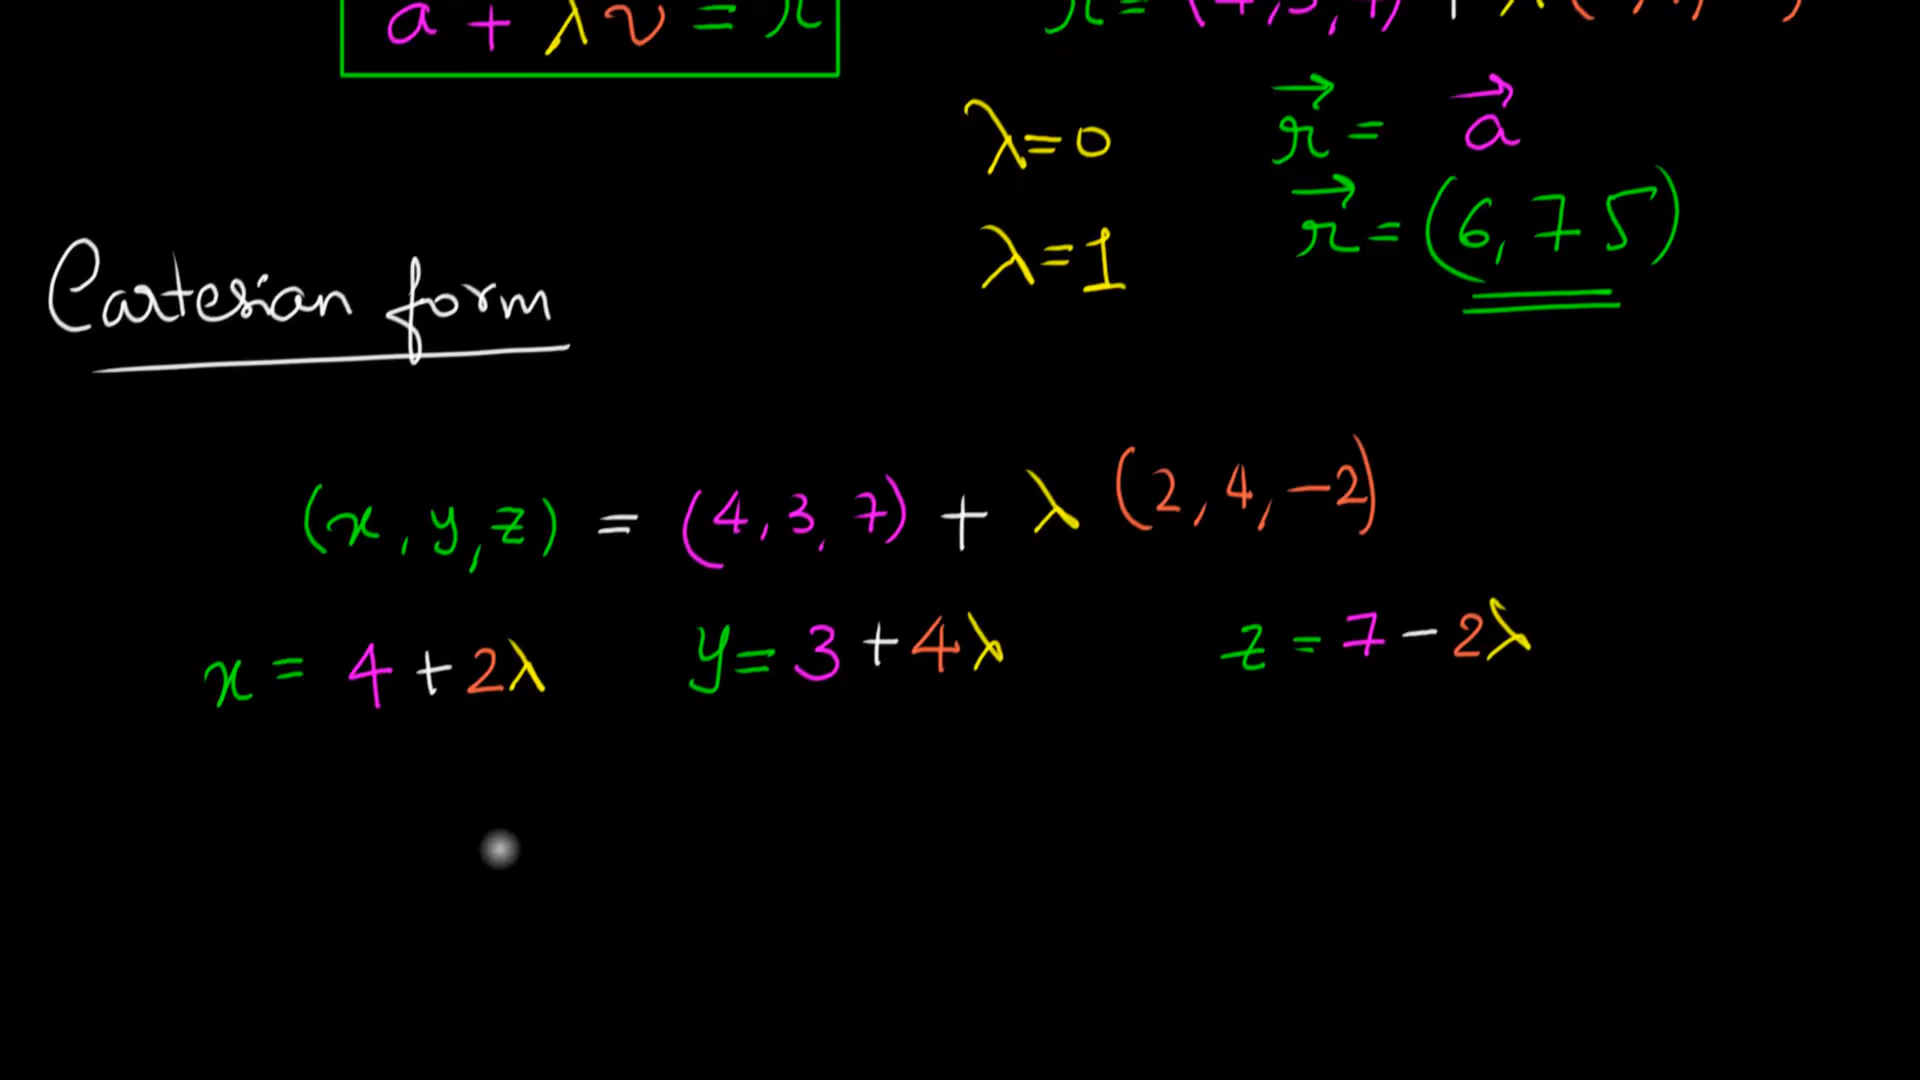 a + λ v = r
λ = 0
r⃗ = a⃗
λ = 1
r⃗ = (6, 7 5)
Cartesian form
(x, y, z) = (4, 3, 7) + λ (2, 4, -2)
x = 4 + 2λ    y = 3 + 4λ    z = 7 - 2λ